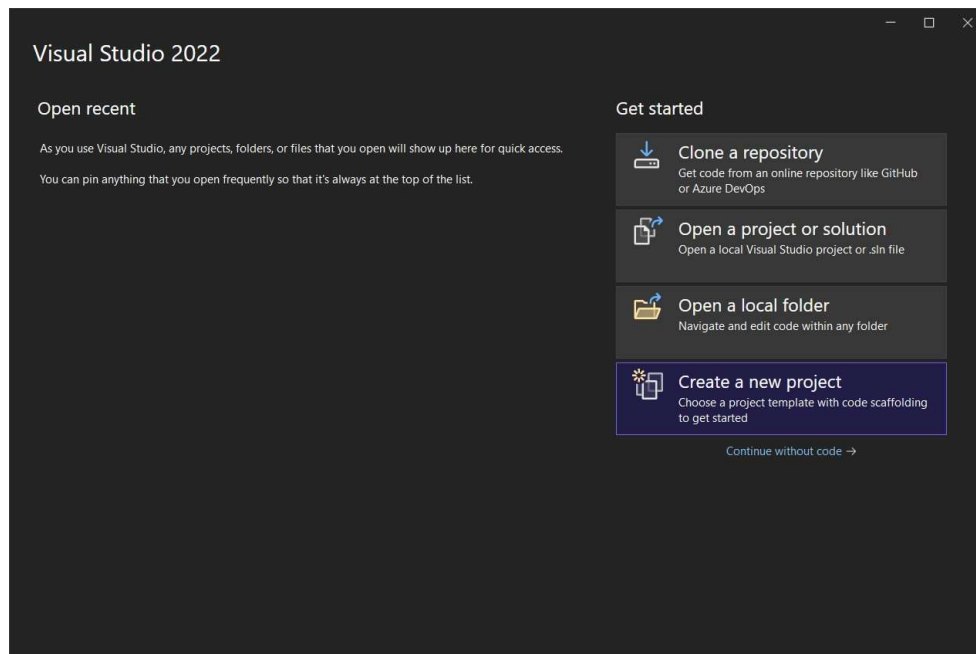 Visual Studio 2022
Open recent
As you use Visual Studio, any projects, folders, or files that you open will show up here for quick access.
You can pin anything that you open frequently so that it's always at the top of the list.
Get started
Clone a repository
Get code from an online repository like GitHub
or Azure DevOps
Open a project or solution
Open a local Visual Studio project or .sln file
Open a local folder
Navigate and edit code within any folder
Create a new project
Choose a project template with code scaffolding
to get started
Continue without code →